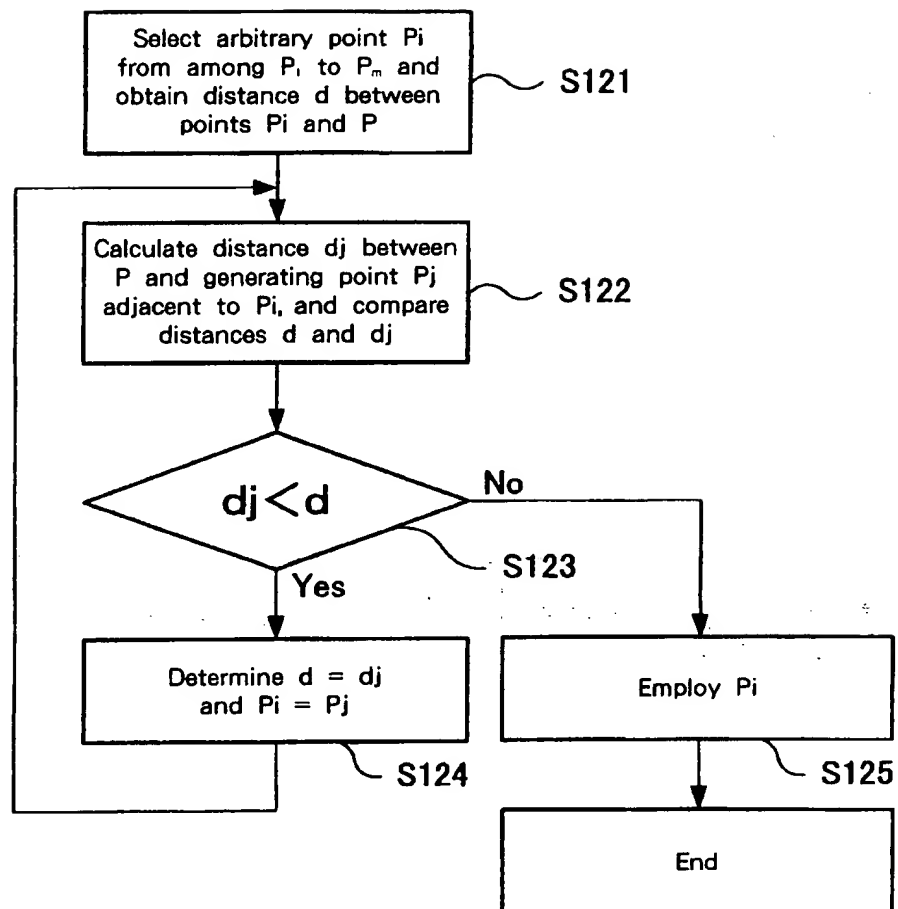 Select arbitrary point Pi
from among P₁ to Pₘ and
obtain distance d between
points Pi and P
S121
Calculate distance dj between
P and generating point Pj
adjacent to Pi, and compare
distances d and dj
S122
dj<d
No
S123
Yes
Determine d = dj
and Pi = Pj
S124
Employ Pi
S125
End